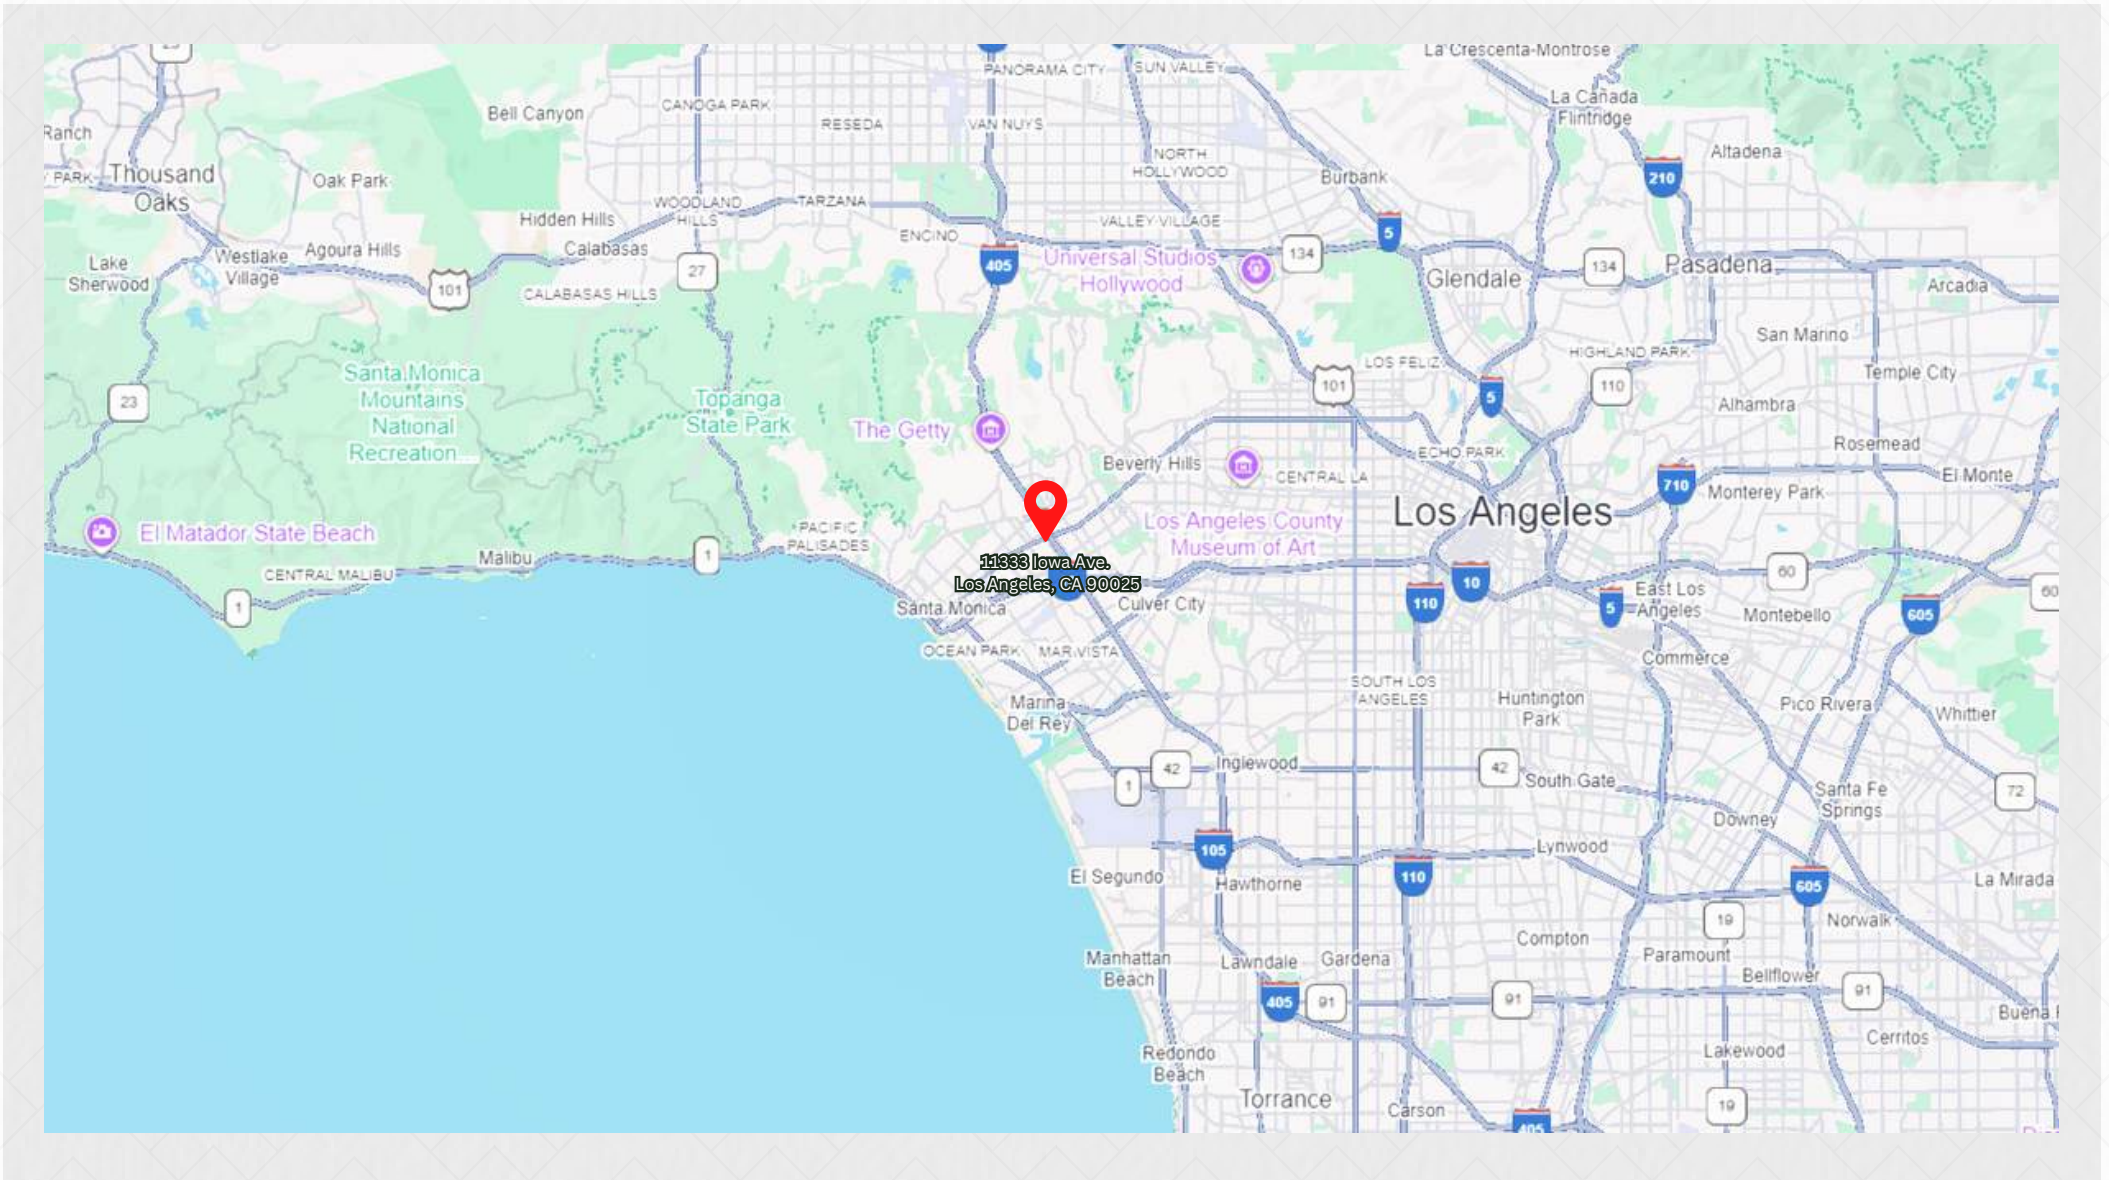 La Crescenta-Montrose
PANORAMA CITY
SUN VALLEY
La Cañada
Flintridge
CANOGA PARK
Bell Canyon
RESEDA
VAN NUYS
Ranch
Altadena
NORTH
HOLLYWOOD
Burbank
210
PARK
Thousand
Oaks
Oak Park
WOODLAND
HILLS
TARZANA
Hidden Hills
VALLEY VILLAGE
5
ENCINO
Agoura Hills
Calabasas
Westlake
Village
Lake
Sherwood
405
Universal Studios
Hollywood
134
134
Pasadena
27
Glendale
Arcadia
101
CALABASAS HILLS
San Marino
LOS FELIZ
HIGHLAND PARK
Temple City
Santa Monica
Mountains
National
Recreation...
101
110
5
23
Topanga
State Park
Alhambra
The Getty
Rosemead
ECHO PARK
Beverly Hills
CENTRAL LA
El Monte
710
Monterey Park
Los Angeles
Los Angeles County
Museum of Art
El Matador State Beach
PACIFIC
PALISADES
1
Malibu
CENTRAL MALIBU
11333 Iowa Ave.
Los Angeles, CA 90025
60
10
60
East Los
Angeles
110
5
1
Santa Monica
Culver City
Montebello
605
OCEAN PARK
MAR VISTA
Commerce
SOUTH LOS
ANGELES
Huntington
Park
Pico Rivera
Marina
Del Rey
Whittier
Inglewood
42
42
South Gate
1
Santa Fe
Springs
72
Downey
105
Lynwood
El Segundo
Hawthorne
110
605
La Mirada
19
Norwalk
Compton
Manhattan
Beach
Lawndale
Gardena
Paramount
Bellflower
405
91
91
91
Buena
Cerritos
Redondo
Beach
Lakewood
Torrance
Carson
19
405